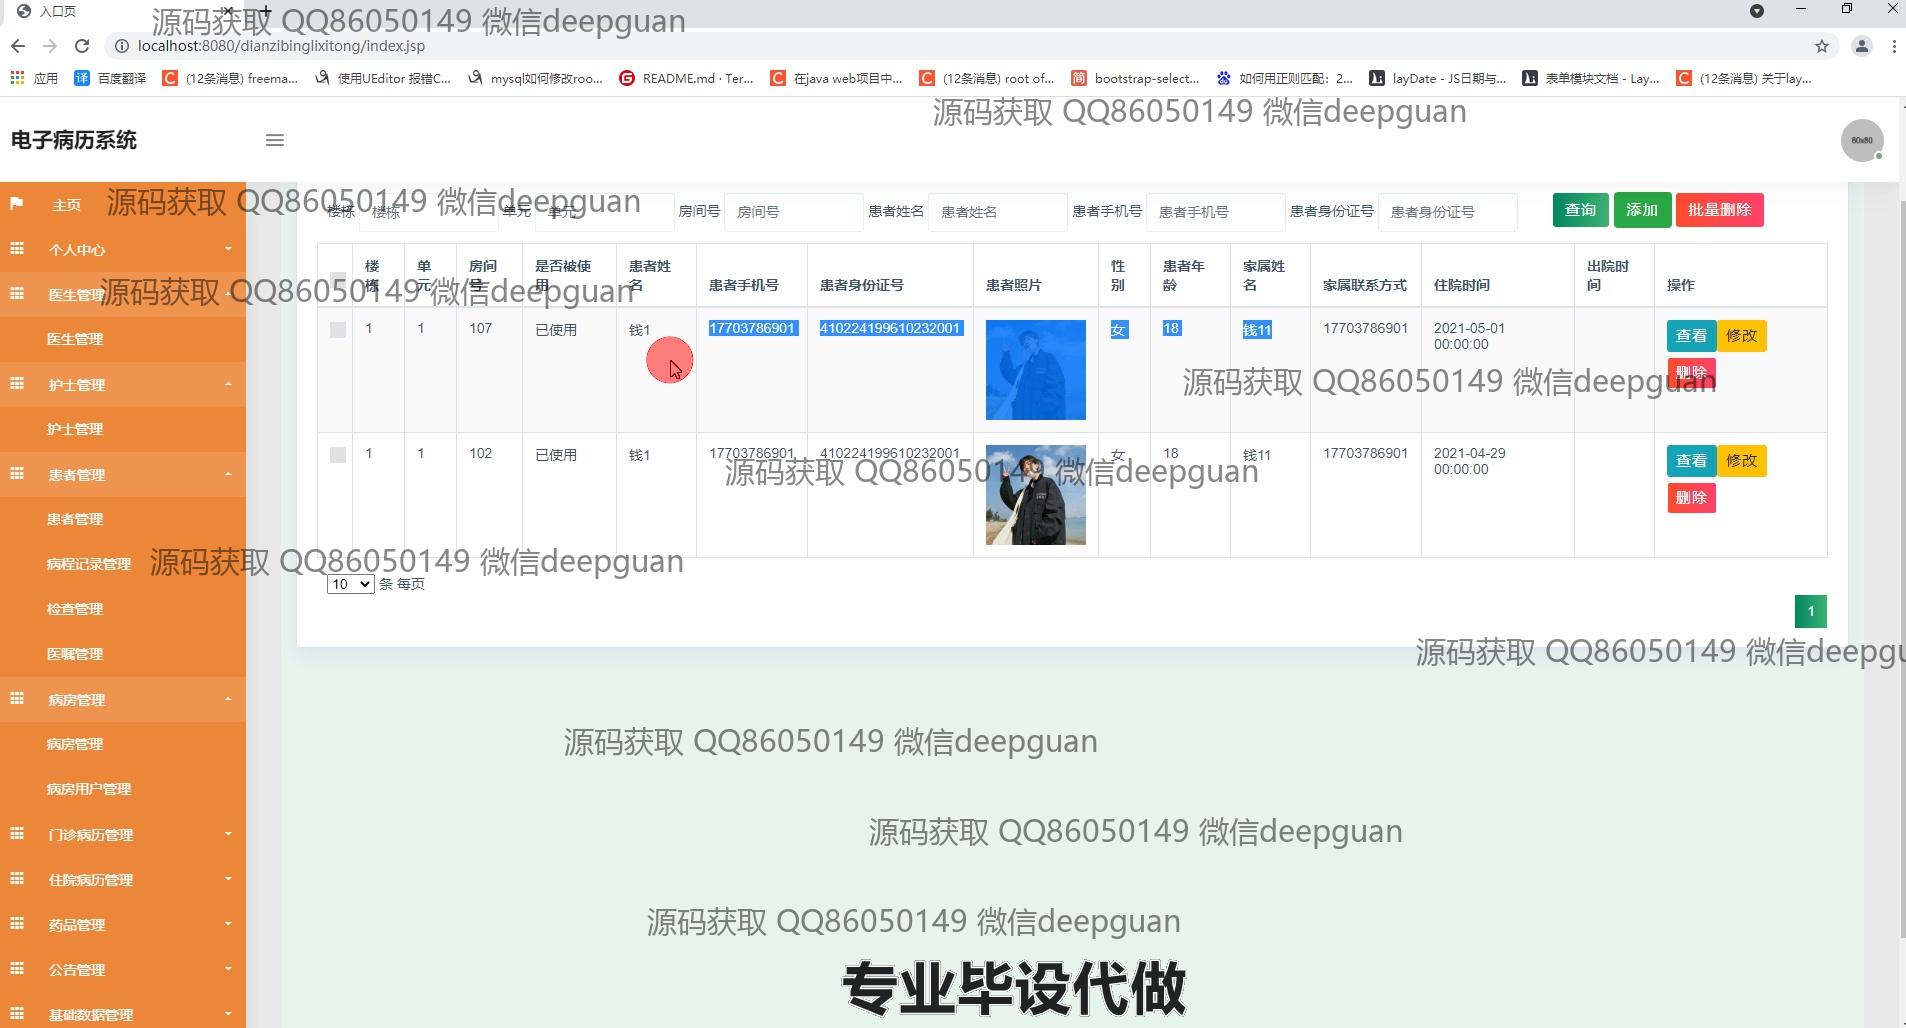 入口页
源码获取 QQ86050149 微信deepguan
localhost:8080/dianzibinglixitong/index.jsp
应用 百度翻译 (12条消息) freema... 使用UEditor 报错C... mysql如何修改roo... README.md · Ter... 在java web项目中... (12条消息) root of... bootstrap-select... 如何用正则匹配：2... layDate - JS日期与... 表单模块文档 - Lay... (12条消息) 关于lay...
源码获取 QQ86050149 微信deepguan
电子病历系统
80x80
主页
源码获取 QQ86050149 微信deepguan
楼栋 楼栋 单元 单元 房间号 房间号 患者姓名 患者姓名 患者手机号 患者手机号 患者身份证号 患者身份证号 查询 添加 批量删除
个人中心
楼栋 单元 房间号 是否被使用 患者姓名 患者手机号 患者身份证号 患者照片 性别 患者年龄 家属姓名 家属联系方式 住院时间 出院时间 操作
医生管理
源码获取 QQ86050149 微信deepguan
1 1 107 已使用 钱1 17703786901 410224199610232001 女 18 钱11 17703786901 2021-05-01 00:00:00 查看 修改
删除
医生管理
护士管理
源码获取 QQ86050149 微信deepguan
护士管理
1 1 102 已使用 钱1 17703786901 410224199610232001 女 18 钱11 17703786901 2021-04-29 00:00:00 查看 修改
删除
患者管理
源码获取 QQ86050149 微信deepguan
患者管理
病程记录管理
源码获取 QQ86050149 微信deepguan
10 条 每页
检查管理
1
医嘱管理
源码获取 QQ86050149 微信deepgu
病房管理
病房管理
源码获取 QQ86050149 微信deepguan
病房用户管理
门诊病历管理
源码获取 QQ86050149 微信deepguan
住院病历管理
药品管理
源码获取 QQ86050149 微信deepguan
公告管理
专业毕设代做
基础数据管理